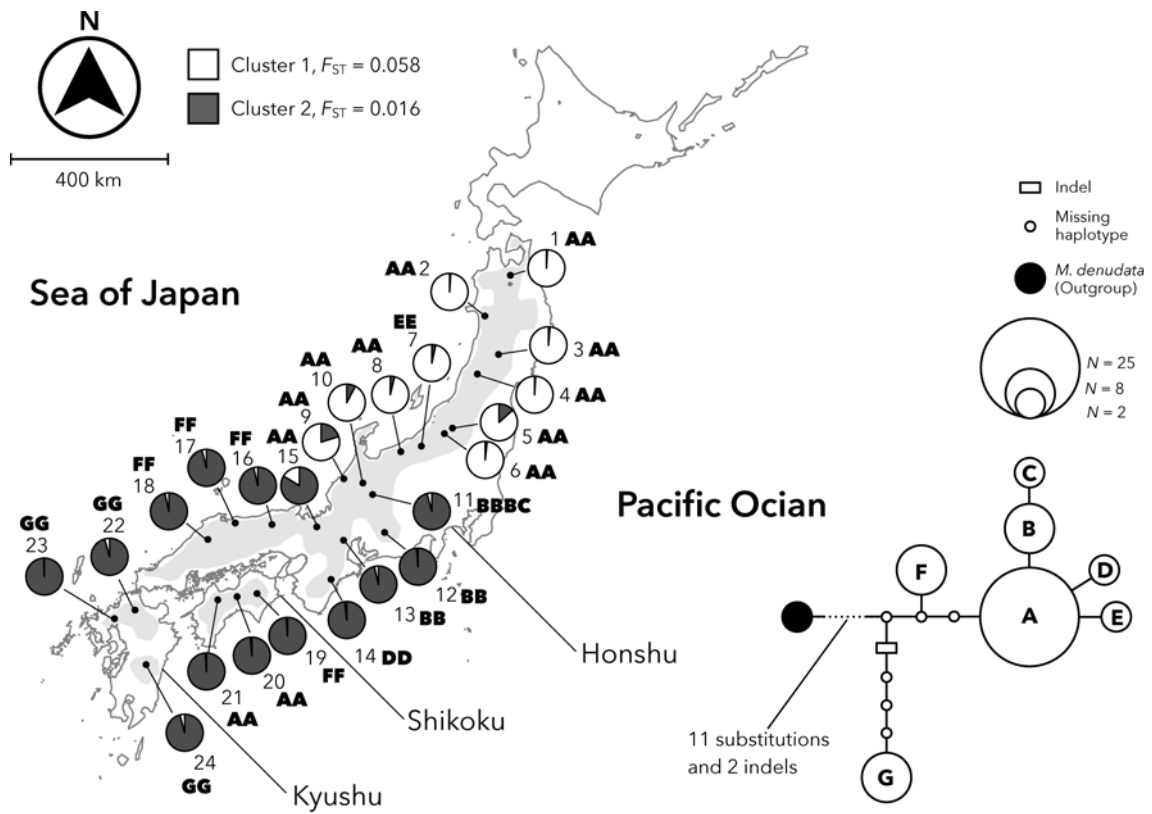 N
Cluster 1, FST = 0.058
Cluster 2, FST = 0.016
400 km
Sea of Japan
Pacific Ocian
1 AA
AA 2
3 AA
4 AA
5 AA
6 AA
EE
7
AA
8
AA
10
AA
9
AA
15
FF
16
FF
17
FF
18
GG
22
GG
23
11 BBBC
12 BB
13 BB
14 DD
19
FF
20
AA
21
AA
24
GG
Honshu
Shikoku
Kyushu
Indel
Missing
haplotype
M. denudata
(Outgroup)
N = 25
N = 8
N = 2
C
B
D
F
A
E
G
11 substitutions
and 2 indels